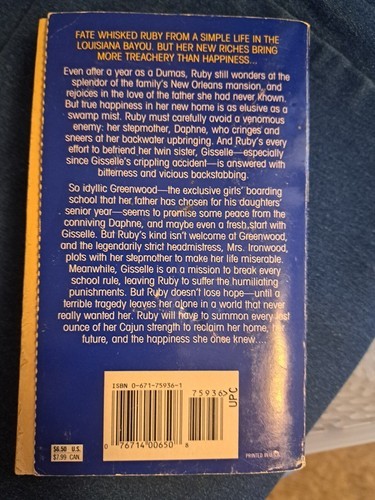 FATE WHISKED RUBY FROM A SIMPLE LIFE IN THE
LOUISIANA BAYOU. BUT HER NEW RICHES BRING
MORE TREACHERY THAN HAPPINESS...
Even after a year as a Dumas, Ruby still wonders at the
splendor of the family's New Orleans mansion, and
rejoices in the love of the father she had never known.
But true happiness in her new home is as elusive as a
swamp mist. Ruby must carefully avoid a venomous
enemy: her stepmother, Daphne, who cringes and
sneers at her backwater upbringing. And Ruby's every
effort to befriend her twin sister, Gisselle—especially
since Gisselle's crippling accident—is answered with
bitterness and vicious backstabbing.
So idyllic Greenwood—the exclusive girls' boarding
school that her father has chosen for his daughters'
senior year—seems to promise some peace from the
conniving Daphne, and maybe even a fresh start with
Gisselle. But Ruby's kind isn't welcome at Greenwood,
and the legendarily strict headmistress, Mrs. Ironwood,
plots with her stepmother to make her life miserable.
Meanwhile, Gisselle is on a mission to break every
school rule, leaving Ruby to suffer the humiliating
punishments. But Ruby doesn't lose hope—until a
terrible tragedy leaves her alone in a world that never
really wanted her. Ruby will have to summon every last
ounce of her Cajun strength to reclaim her home, her
future, and the happiness she once knew....
ISBN 0-671-75936-1
75936>
UPC
0 76714 00650 8
$6.50 U.S.
$7.99 CAN.
PRINTED IN U.S.A.